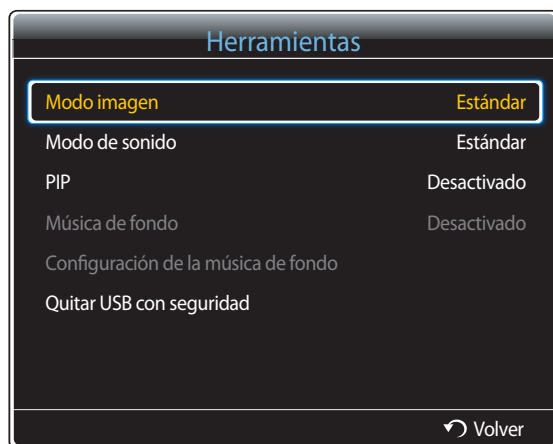 Herramientas
Modo imagen Estándar
Modo de sonido Estándar
PIP Desactivado
Música de fondo Desactivado
Configuración de la música de fondo
Quitar USB con seguridad
Volver